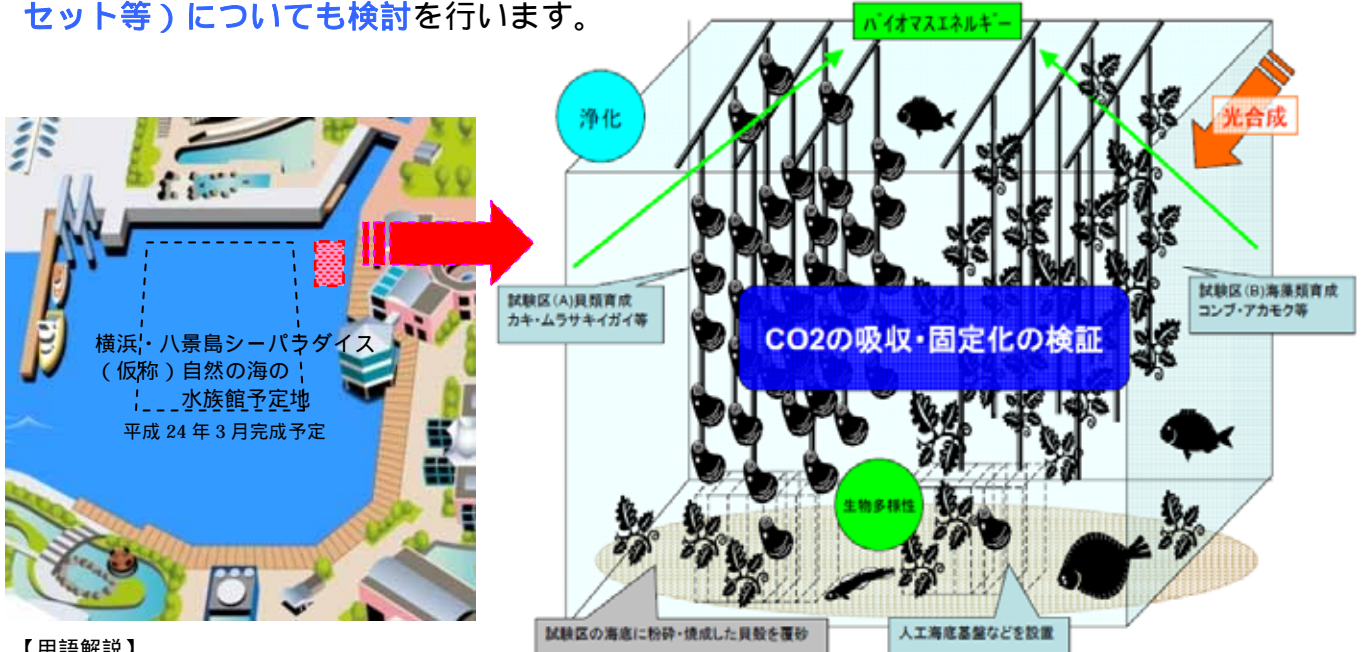 セット等)についても検討を行います。
バイオマスエネルギー
浄化
光合成
試験区(A)貝類育成
カキ・ムラサキイガイ等
試験区(B)海藻類育成
コンブ・アカモク等
CO2の吸収・固定化の検証
横浜・八景島シーパラダイス
(仮称)自然の海の
水族館予定地
平成 24 年 3 月完成予定
生物多様性
試験区の海底に粉砕・焼成した貝殻を覆砂
人工海底基盤などを設置
【用語解説】